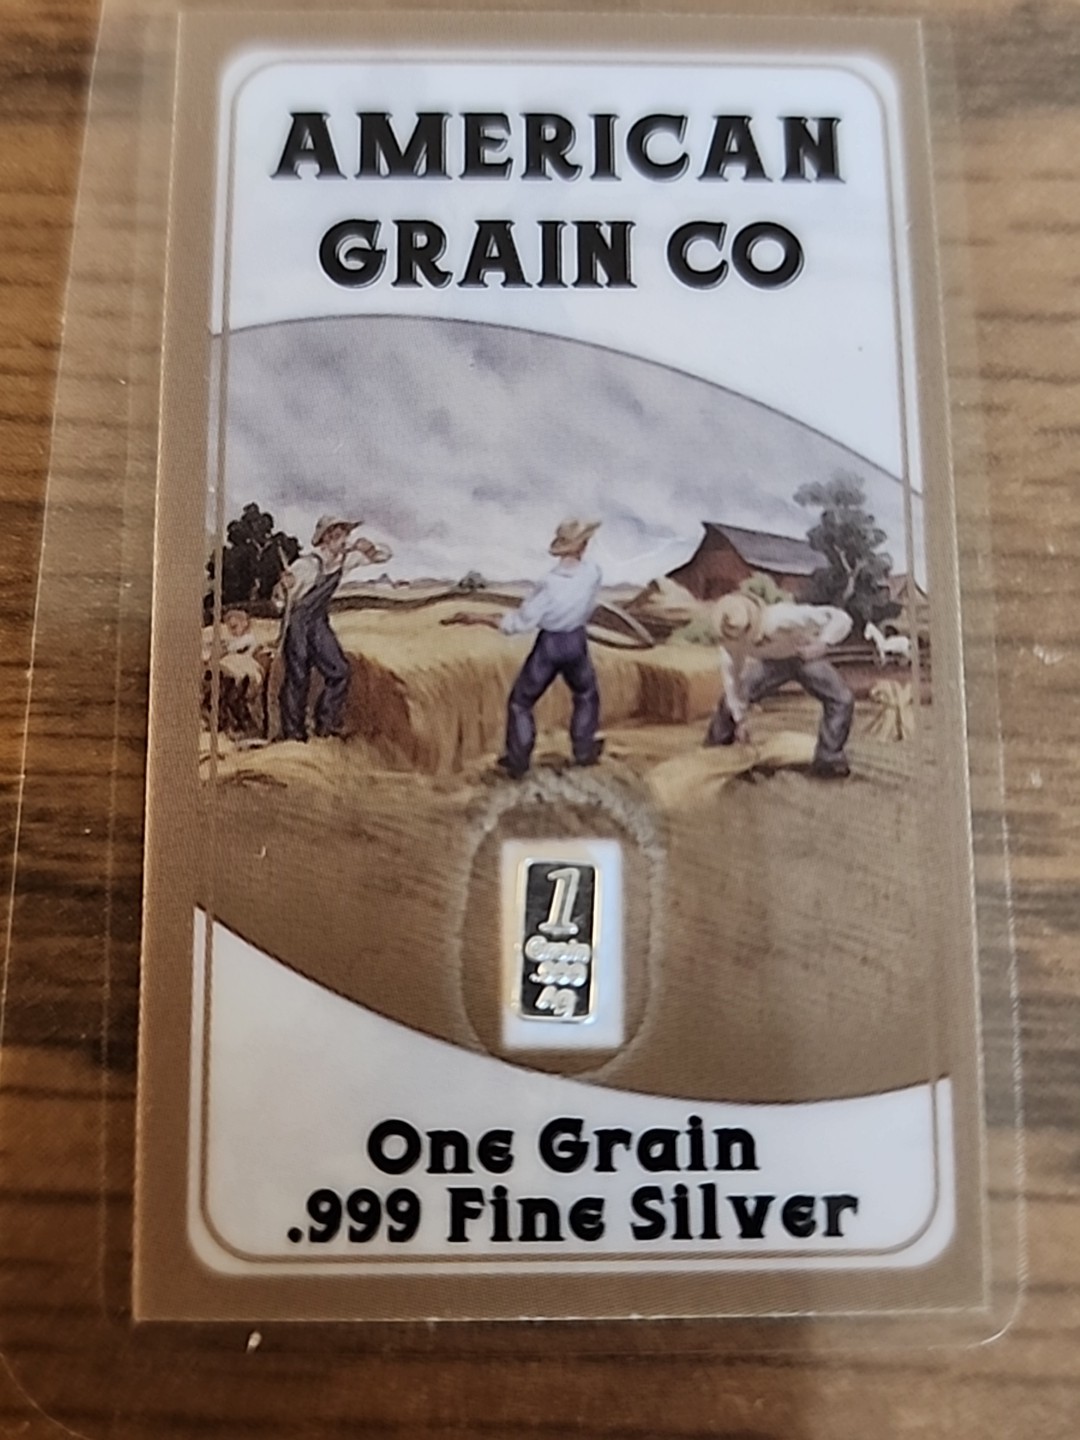 AMERICAN
GRAIN CO
1
Grain
.999
Ag
One Grain
.999 Fine Silver